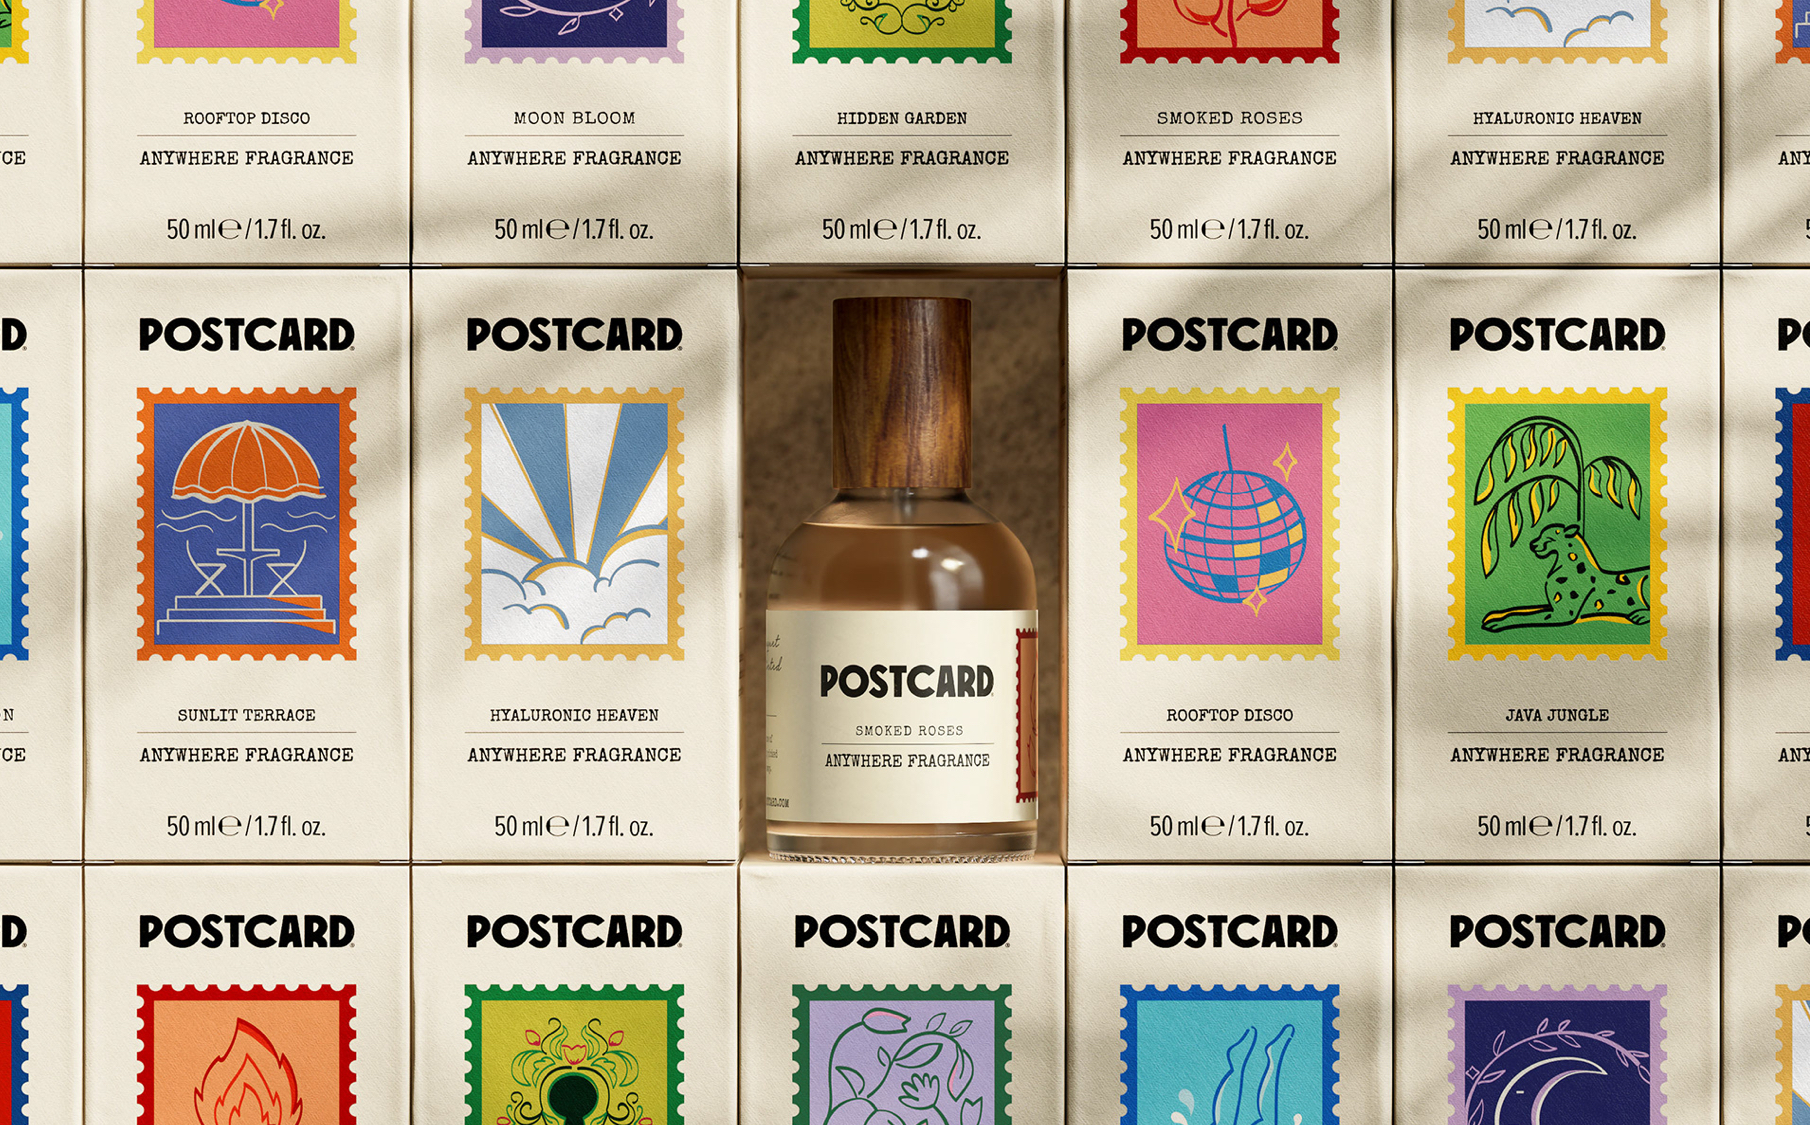 ROOFTOP DISCO
ANYWHERE FRAGRANCE
50 ml℮/1.7 fl. oz.
MOON BLOOM
ANYWHERE FRAGRANCE
50 ml℮/1.7 fl. oz.
HIDDEN GARDEN
ANYWHERE FRAGRANCE
50 ml℮/1.7 fl. oz.
SMOKED ROSES
ANYWHERE FRAGRANCE
50 ml℮/1.7 fl. oz.
HYALURONIC HEAVEN
ANYWHERE FRAGRANCE
50 ml℮/1.7 fl. oz.
POSTCARD
SUNLIT TERRACE
ANYWHERE FRAGRANCE
50 ml℮/1.7 fl. oz.
POSTCARD
HYALURONIC HEAVEN
ANYWHERE FRAGRANCE
50 ml℮/1.7 fl. oz.
POSTCARD
SMOKED ROSES
ANYWHERE FRAGRANCE
POSTCARD
ROOFTOP DISCO
ANYWHERE FRAGRANCE
50 ml℮/1.7 fl. oz.
POSTCARD
JAVA JUNGLE
ANYWHERE FRAGRANCE
50 ml℮/1.7 fl. oz.
POSTCARD
POSTCARD
POSTCARD
POSTCARD
POSTCARD